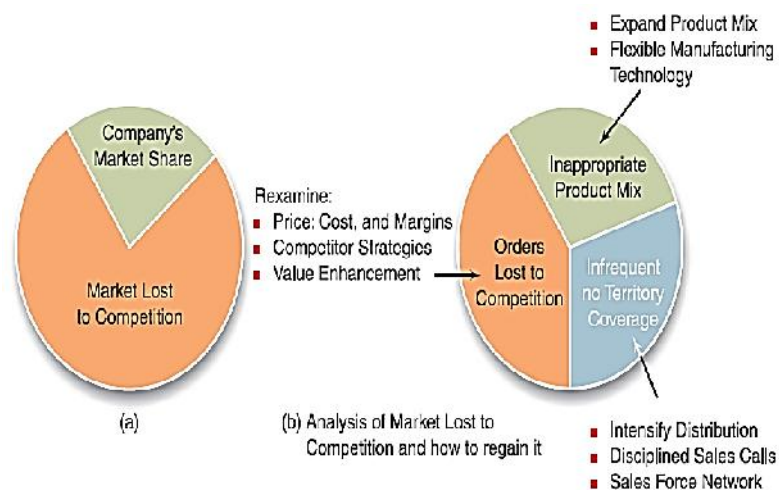 Expand Product Mix
Flexible Manufacturing
Technology
Company's
Market Share
Market Lost
to Competition
(a)
Rexamine:
Price: Cost, and Margins
Competitor Strategies
Value Enhancement
Inappropriate
Product Mix
Orders
Lost to
Competition
Infrequent
no Territory
Coverage
(b) Analysis of Market Lost to
Competition and how to regain it
Intensify Distribution
Disciplined Sales Calls
Sales Force Network